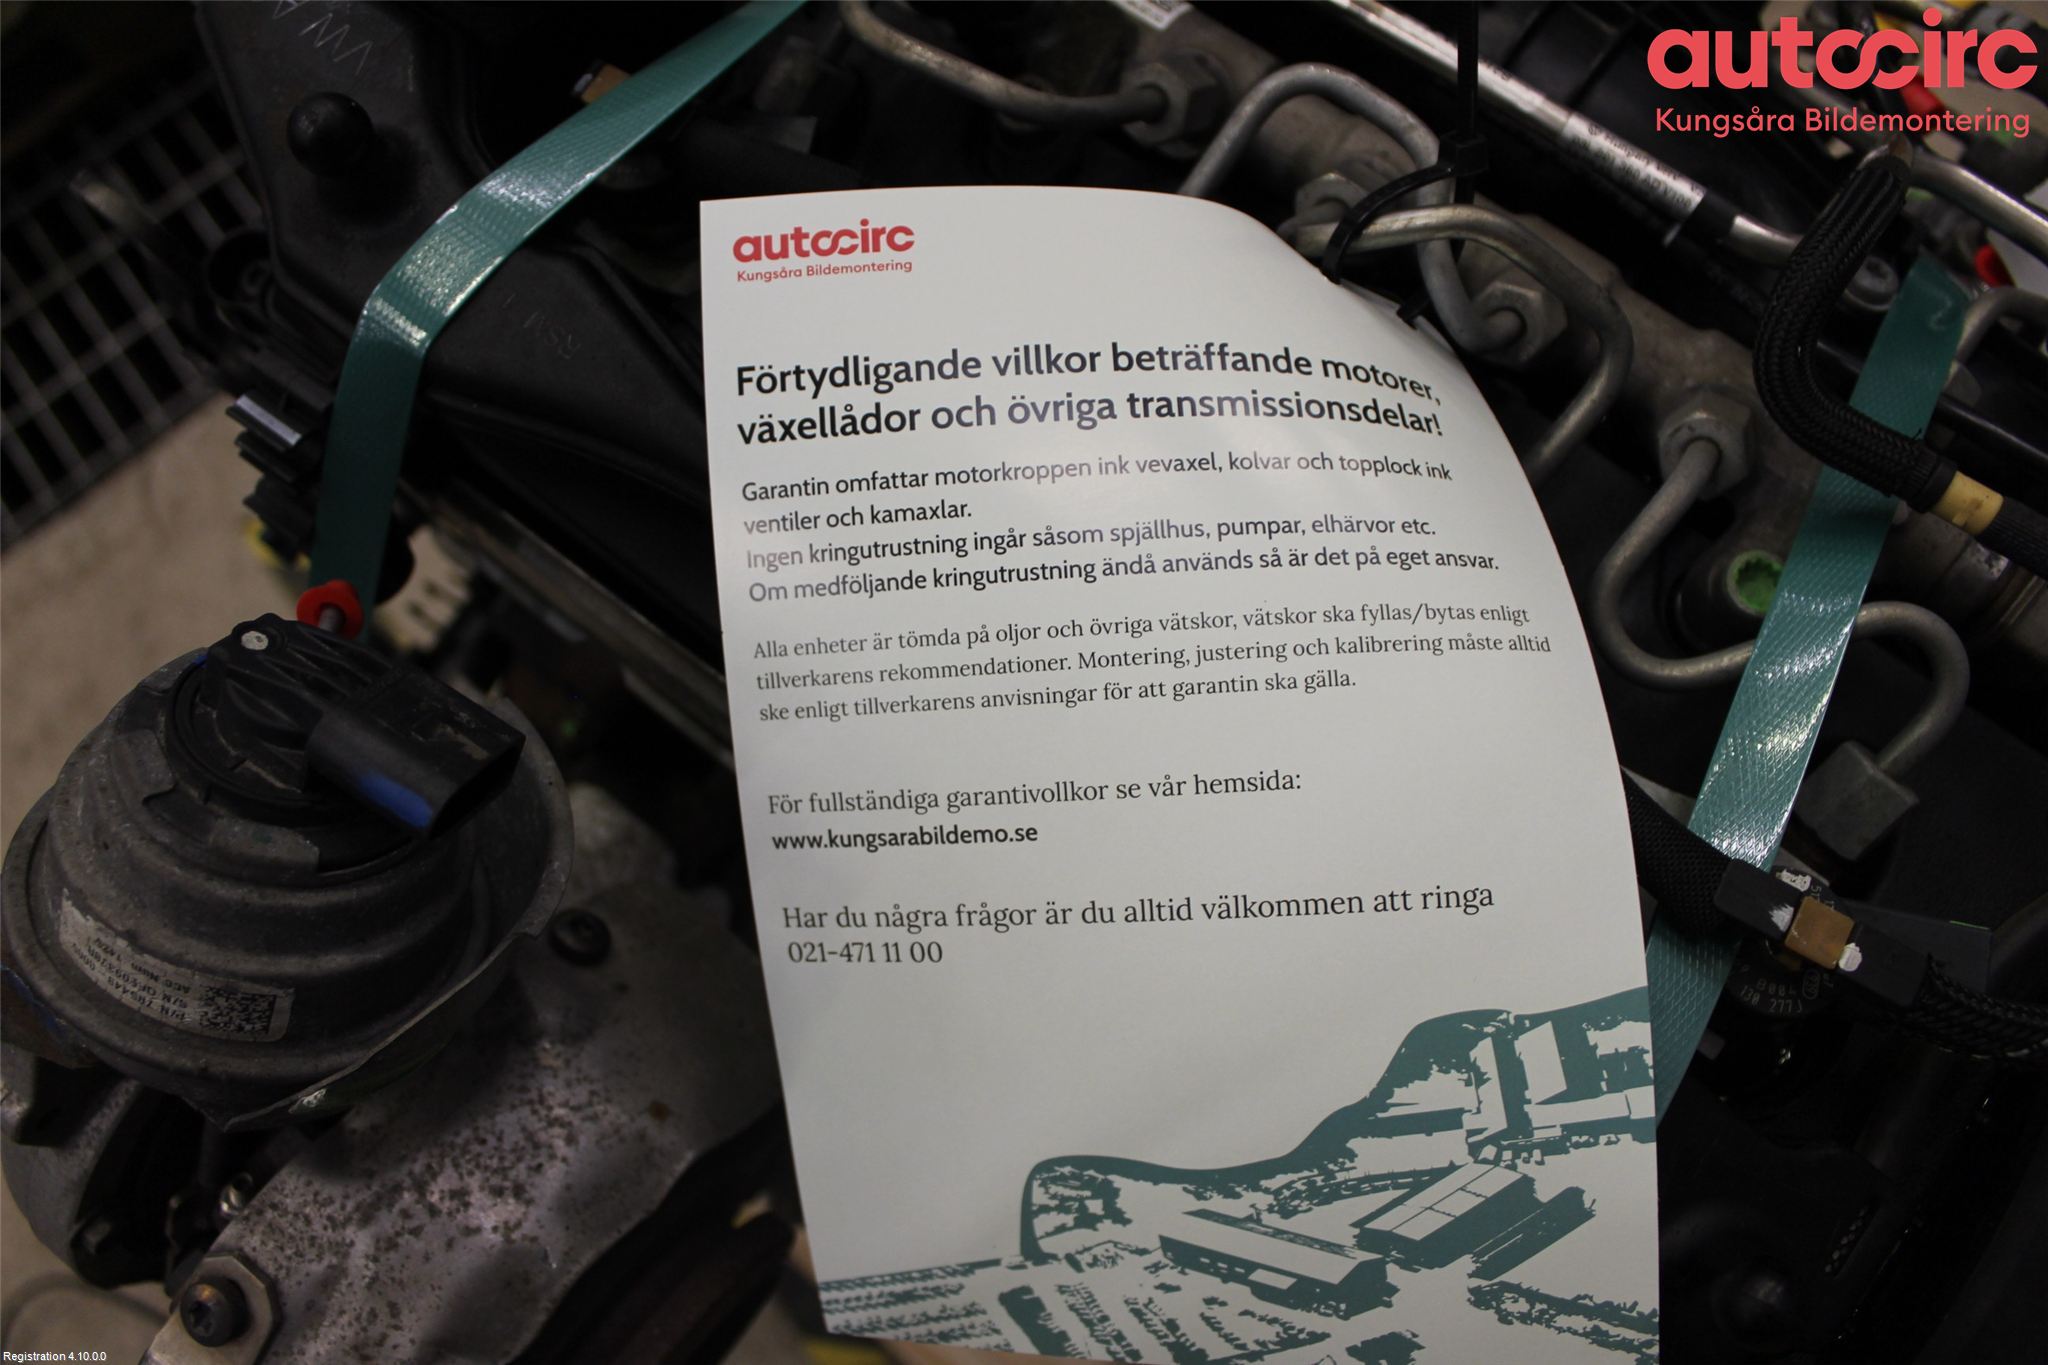 autocirc
Kungsåra Bildemontering
VW A
autocirc
Kungsåra Bildemontering
Förtydligande villkor beträffande motorer,
växellådor och övriga transmissionsdelar!
Garantin omfattar motorkroppen ink vevaxel, kolvar och topplock ink
ventiler och kamaxlar.
Ingen kringutrustning ingår såsom spjällhus, pumpar, elhärvor etc.
Om medföljande kringutrustning ändå används så är det på eget ansvar.
Alla enheter är tömda på oljor och övriga vätskor, vätskor ska fyllas/bytas enligt
tillverkarens rekommendationer. Montering, justering och kalibrering måste alltid
ske enligt tillverkarens anvisningar för att garantin ska gälla.
För fullständiga garantivollkor se vår hemsida:
www.kungsarabildemo.se
Har du några frågor är du alltid välkommen att ringa
021-471 11 00
B004
130 277J
Registration 4.10.0.0